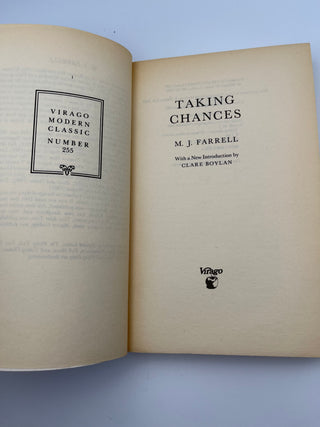 VIRAGO
MODERN
CLASSIC
NUMBER
255
TAKING
CHANCES
M. J. FARRELL
With a New Introduction by
CLARE BOYLAN
Virago